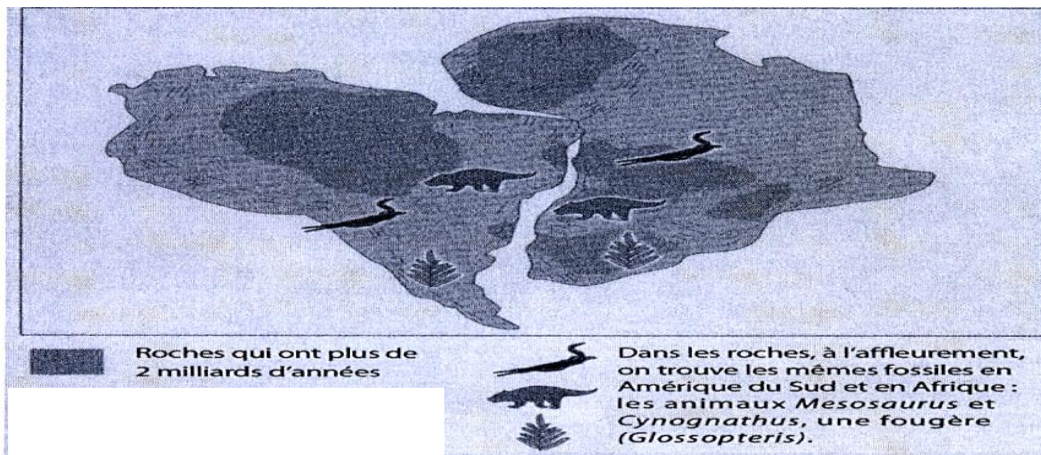 Roches qui ont plus de
2 milliards d'années
Dans les roches, à l'affleurement,
on trouve les mêmes fossiles en
Amérique du Sud et en Afrique :
les animaux Mesosaurus et
Cynognathus, une fougère
(Glossopteris).